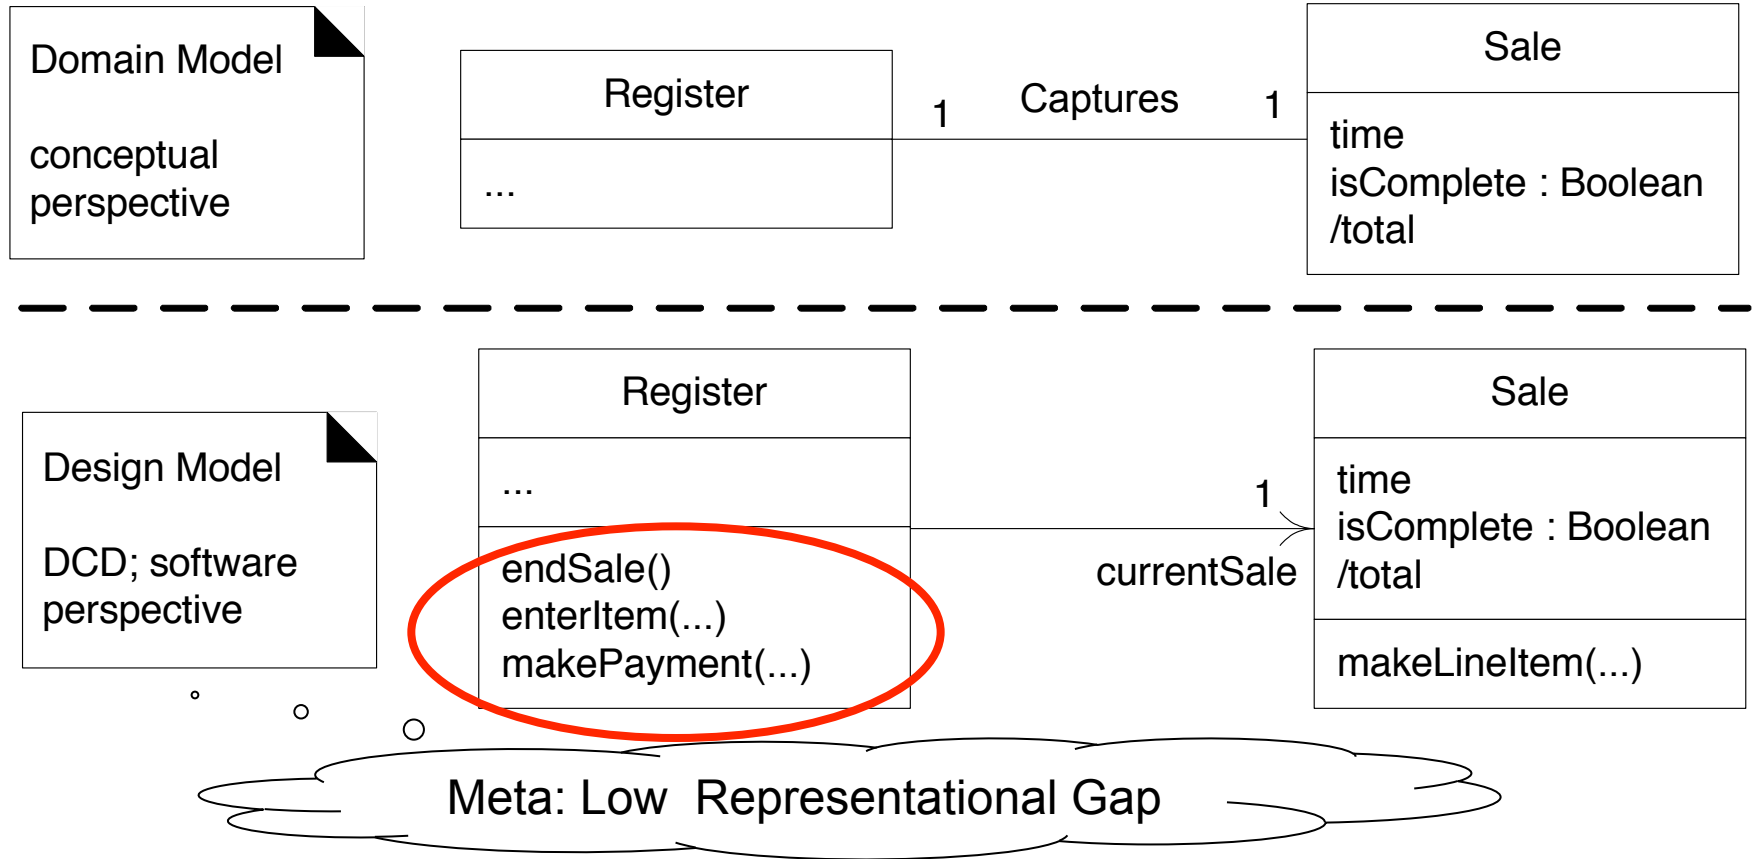 Domain Model
conceptual
perspective
Register
...
1
Captures
1
Sale
time
isComplete : Boolean
/total
Design Model
DCD; software
perspective
Register
...
endSale()
enterItem(...)
makePayment(...)
1
currentSale
Sale
time
isComplete : Boolean
/total
makeLineItem(...)
Meta: Low Representational Gap